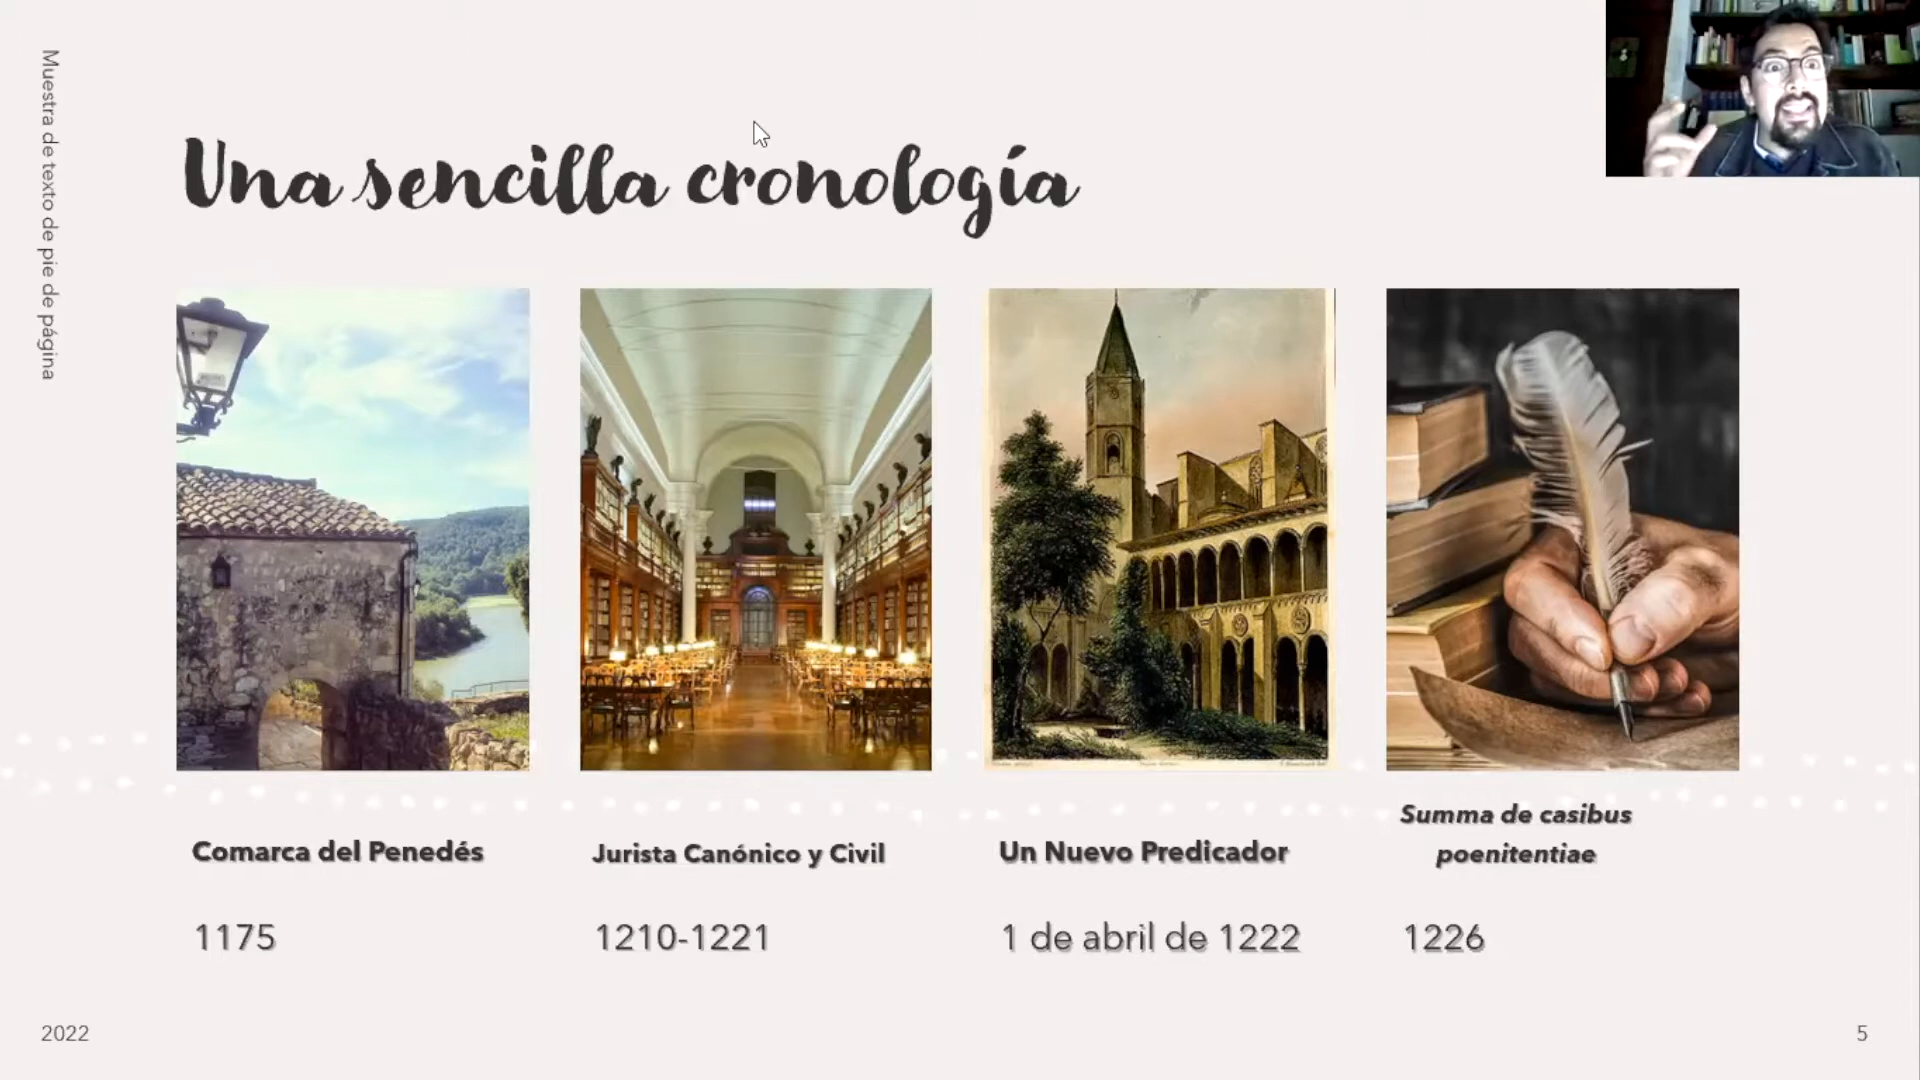 Muestra de texto de pie de página
Una sencilla cronología
Comarca del Penedés
1175
Jurista Canónico y Civil
1210-1221
Un Nuevo Predicador
1 de abril de 1222
Summa de casibus
poenitentiae
1226
2022
5